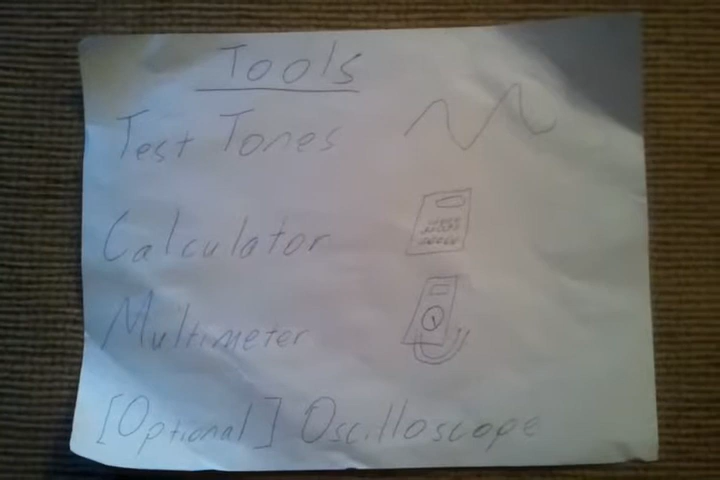 Tools
Test Tones
Calculator
Multimeter
[Optional] Oscilloscope